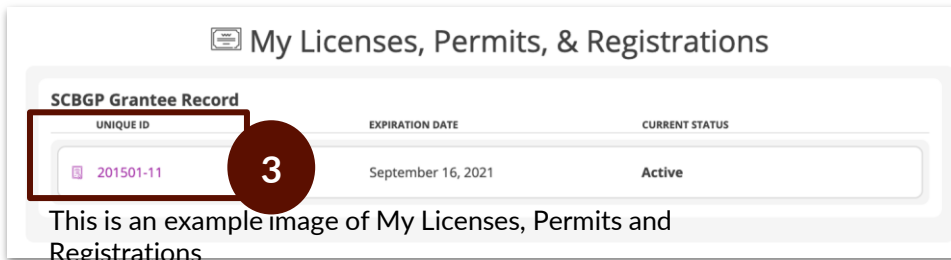 My Licenses, Permits, & Registrations
SCBGP Grantee Record
UNIQUE ID EXPIRATION DATE CURRENT STATUS
201501-11 3 September 16, 2021 Active
This is an example image of My Licenses, Permits and
Registrations